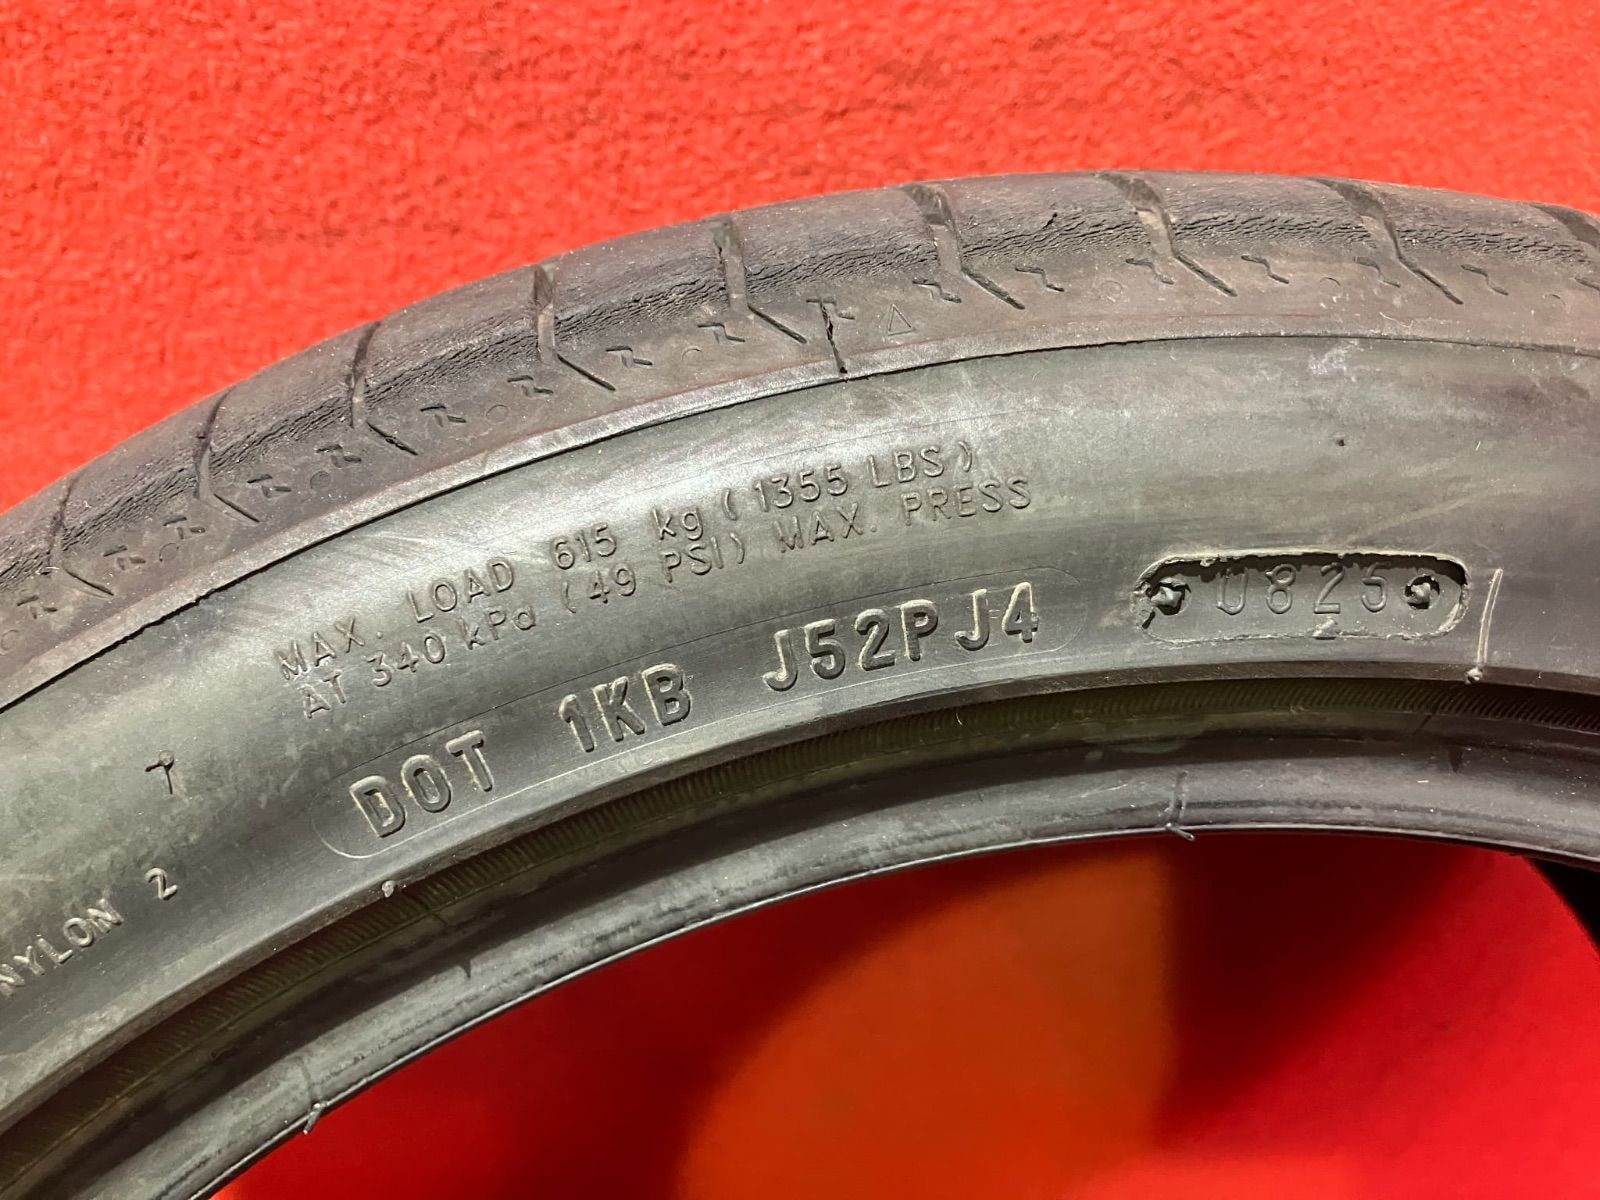 MAX. LOAD 615 kg (1355 LBS)
AT 340 kPa (49 PSI) MAX. PRESS
DOT 1KB J52PJ4 0825
NYLON 2